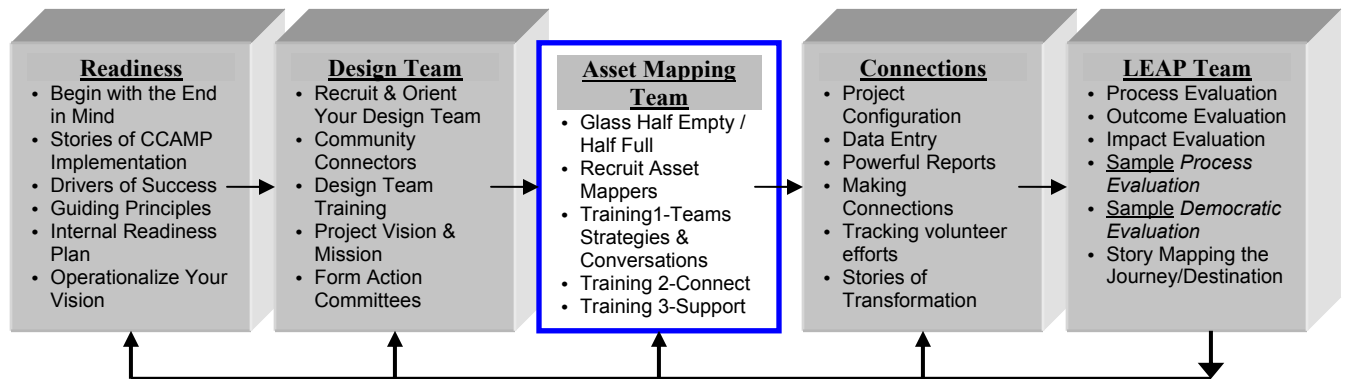 Readiness
• Begin with the End
in Mind
• Stories of CCAMP
Implementation
• Drivers of Success
• Guiding Principles
• Internal Readiness
Plan
• Operationalize Your
Vision
Design Team
• Recruit & Orient
Your Design Team
• Community
Connectors
• Design Team
Training
• Project Vision &
Mission
• Form Action
Committees
Asset Mapping
Team
• Glass Half Empty /
Half Full
• Recruit Asset
Mappers
• Training1-Teams
Strategies &
Conversations
• Training 2-Connect
• Training 3-Support
Connections
• Project
Configuration
• Data Entry
• Powerful Reports
• Making
Connections
• Tracking volunteer
efforts
• Stories of
Transformation
LEAP Team
• Process Evaluation
• Outcome Evaluation
• Impact Evaluation
• Sample Process
Evaluation
• Sample Democratic
Evaluation
• Story Mapping the
Journey/Destination